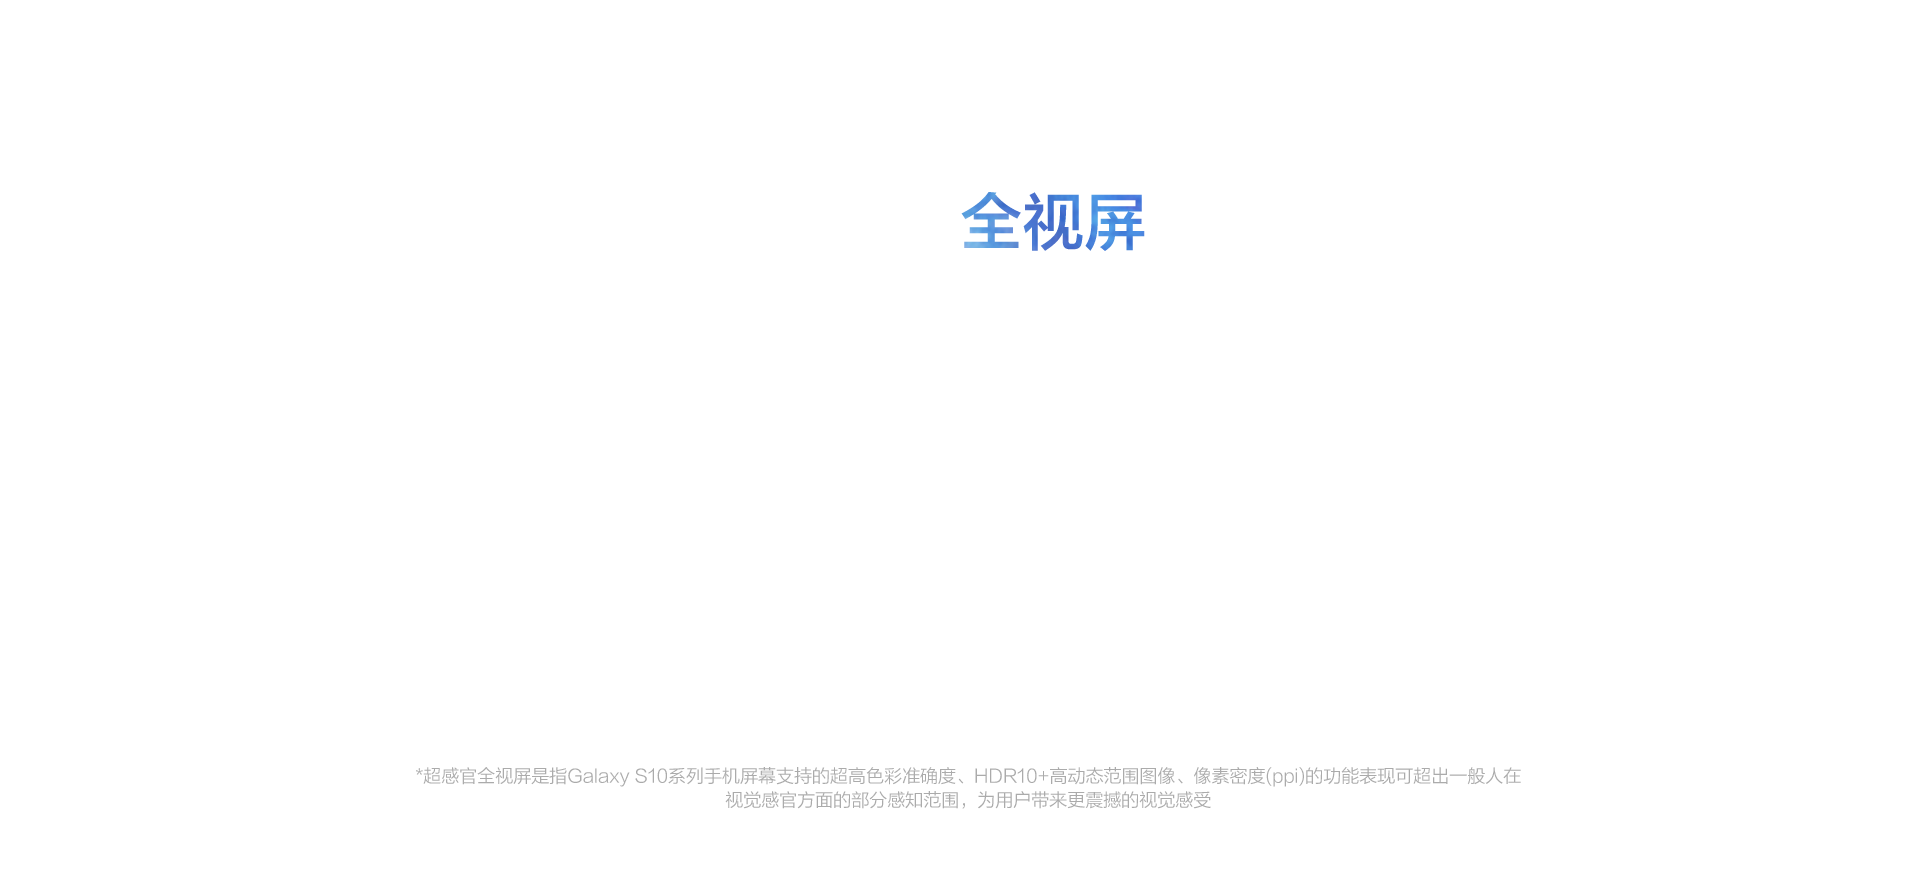 全视屏
*超感官全视屏是指Galaxy S10系列手机屏幕支持的超高色彩准确度、HDR10+高动态范围图像、像素密度(ppi)的功能表现可超出一般人在
视觉感官方面的部分感知范围，为用户带来更震撼的视觉感受